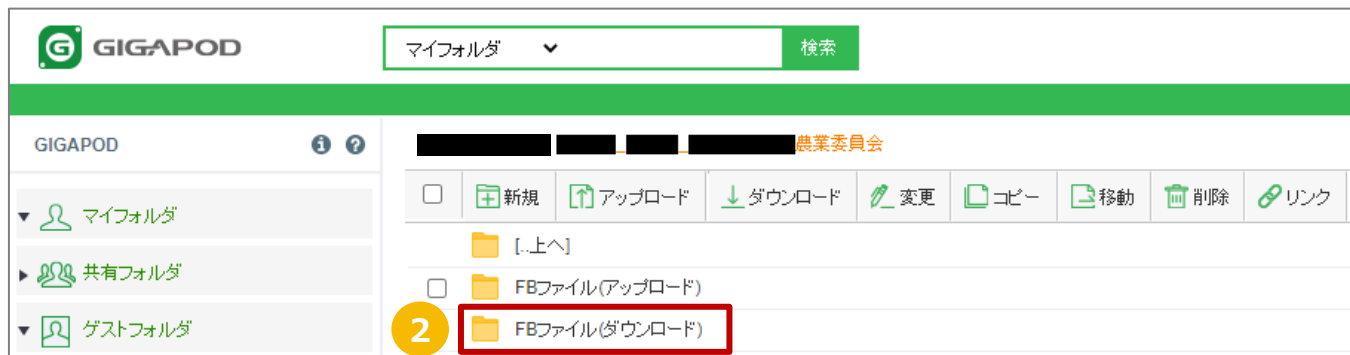 GIGAPOD
マイフォルダ 検索
GIGAPOD
農業委員会
新規 アップロード ダウンロード 変更 コピー 移動 削除 リンク
マイフォルダ
[..上へ]
共有フォルダ
FBファイル(アップロード)
ゲストフォルダ
2 FBファイル(ダウンロード)